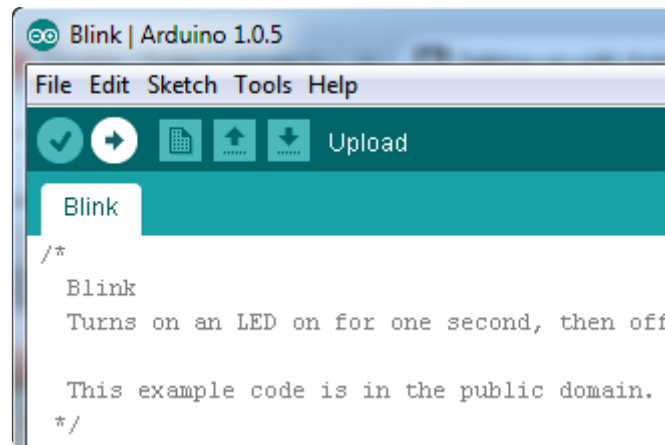 Blink | Arduino 1.0.5
File Edit Sketch Tools Help
Upload
Blink
/*
Blink
Turns on an LED on for one second, then off
This example code is in the public domain.
*/